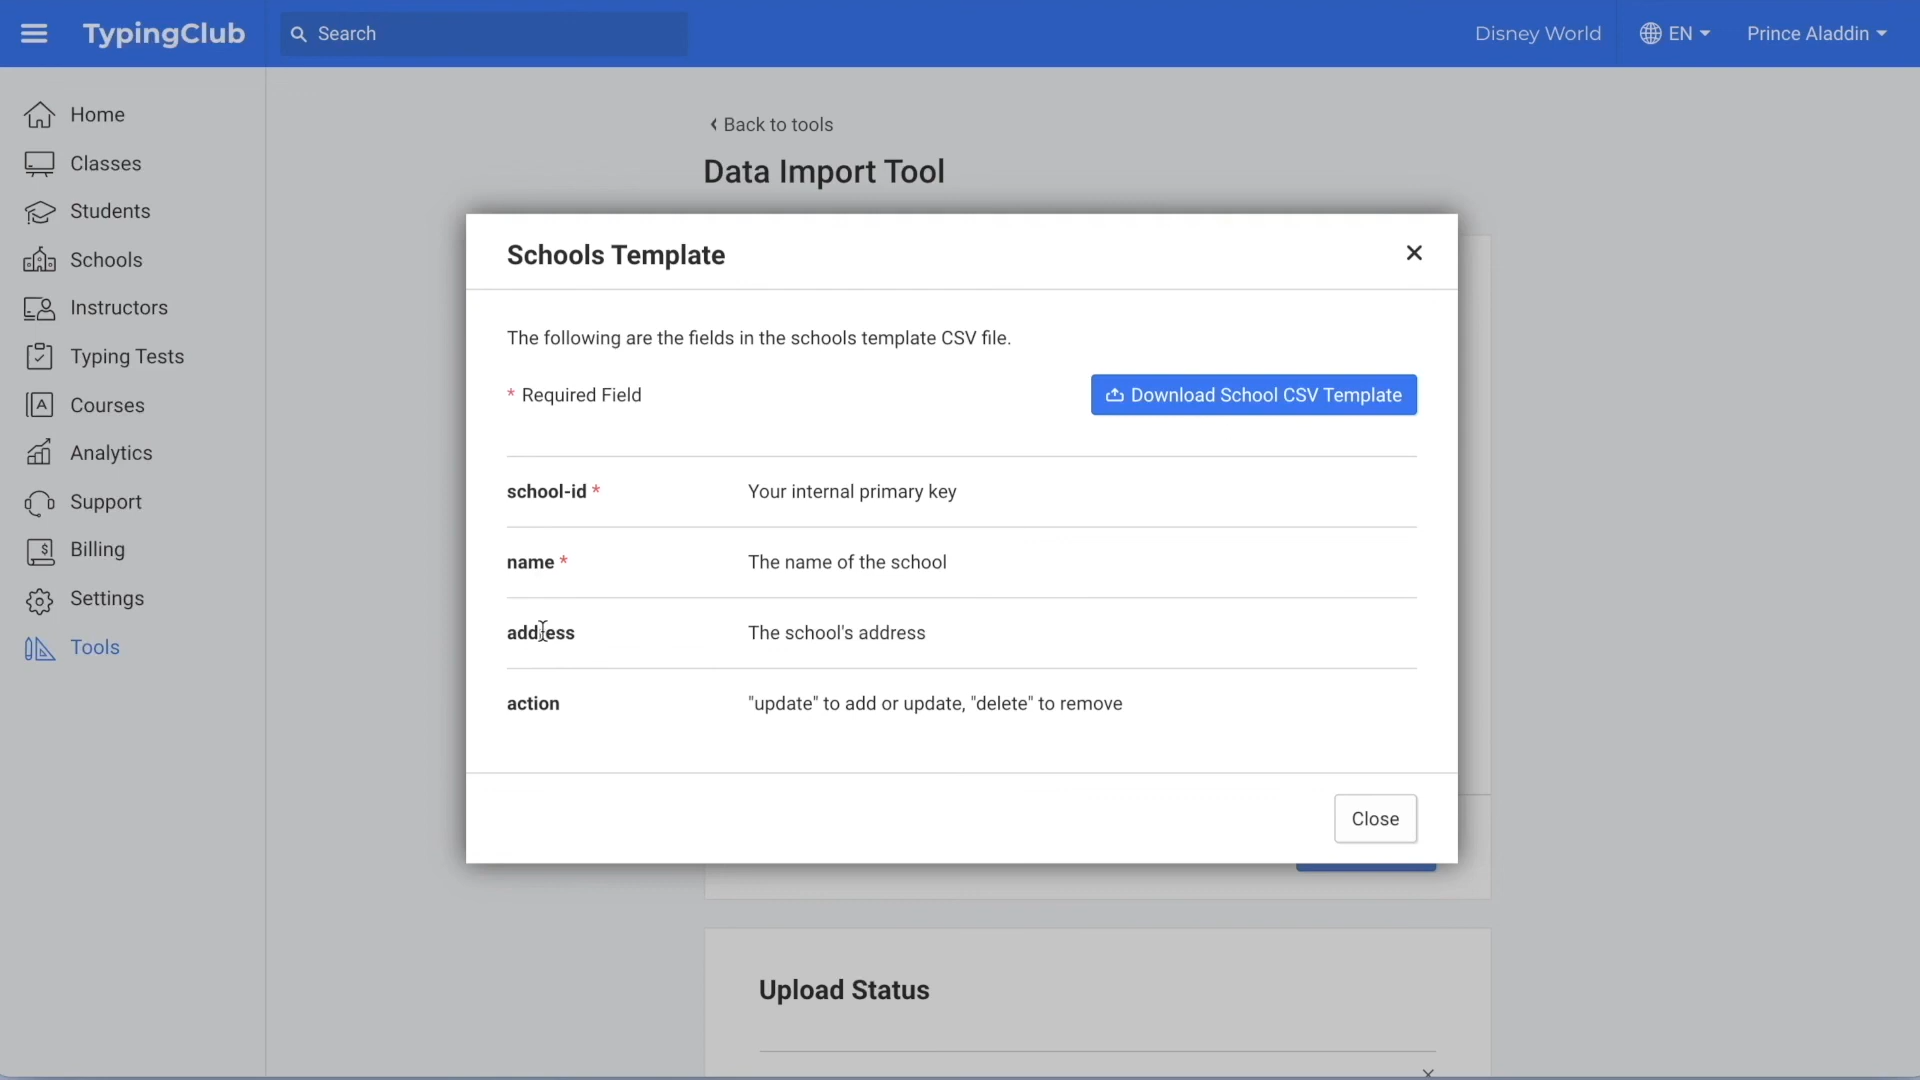 TypingClub
Search
Disney World
EN
Prince Aladdin
Home
Classes
Students
Schools
Instructors
Typing Tests
Courses
Analytics
Support
Billing
Settings
Tools
Back to tools
Data Import Tool
Schools Template
The following are the fields in the schools template CSV file.
* Required Field
Download School CSV Template
school-id * Your internal primary key
name * The name of the school
address The school's address
action "update" to add or update, "delete" to remove
Close
Upload Status